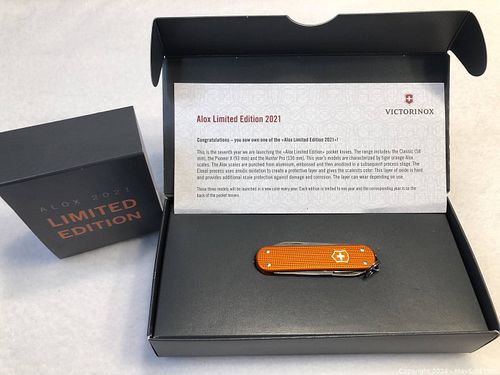 VICTORINOX
Alox Limited Edition 2021
Congratulations – you now own one of the «Alox Limited Edition 2021»!
This is the seventh year we are launching the «Alox Limited Edition» pocket knives. The range includes: the Classic (58
mm), the Pioneer X (93 mm) and the Hunter Pro (130 mm). This year's models are characterized by tiger orange Alox
scales. The Alox scales are punched from aluminum, embossed and then anodized in a subsequent process stage. The
Eloxal process uses anodic oxidation to create a protective layer and gives the scales its color. This layer of oxide is hard
and provides additional scale protection against damage and corrosion. The layer can wear depending on use.
These three models will be launched in a new color every year. Each edition is limited to one year and the corresponding year is on the
back of the pocket knives.
ALOX 2021
LIMITED
EDITION